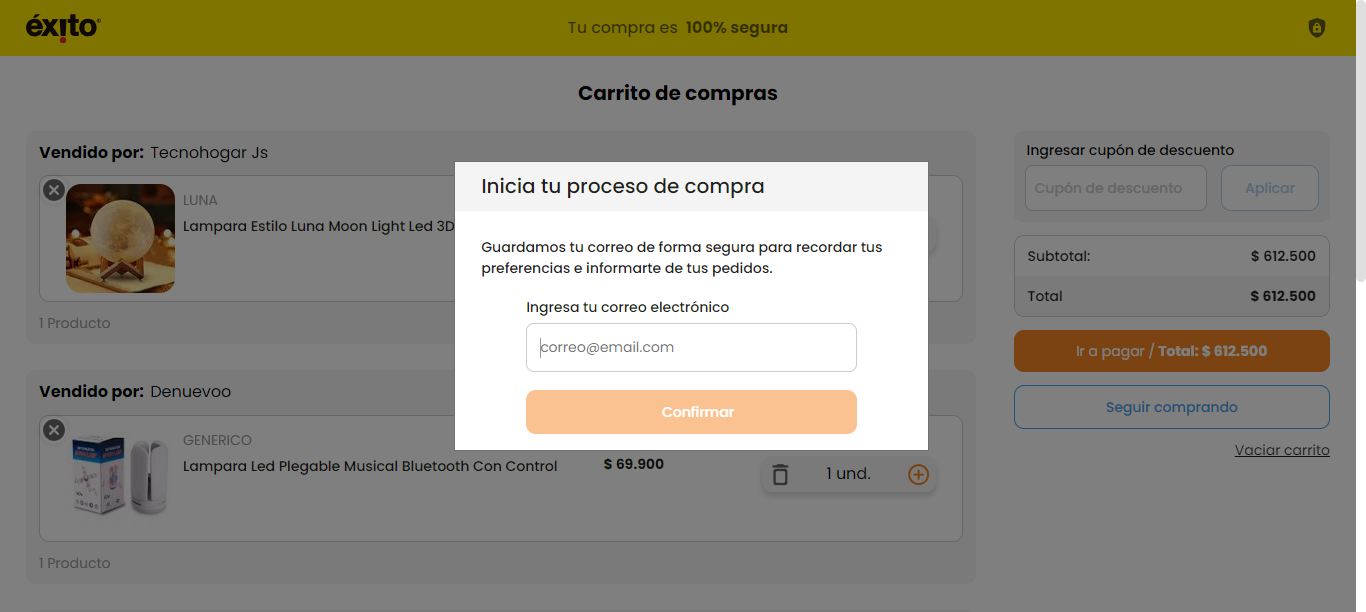 éxito
Tu compra es 100% segura
Carrito de compras
Vendido por: Tecnohogar Js
LUNA
Lampara Estilo Luna Moon Light Led 3D
1 Producto
Vendido por: Denuevoo
GENERICO
Lampara Led Plegable Musical Bluetooth Con Control
$ 69.900
1 und.
1 Producto
Inicia tu proceso de compra
Guardamos tu correo de forma segura para recordar tus
preferencias e informarte de tus pedidos.
Ingresa tu correo electrónico
correo@email.com
Confirmar
Ingresar cupón de descuento
Cupón de descuento
Aplicar
Subtotal: $ 612.500
Total $ 612.500
Ir a pagar / Total: $ 612.500
Seguir comprando
Vaciar carrito